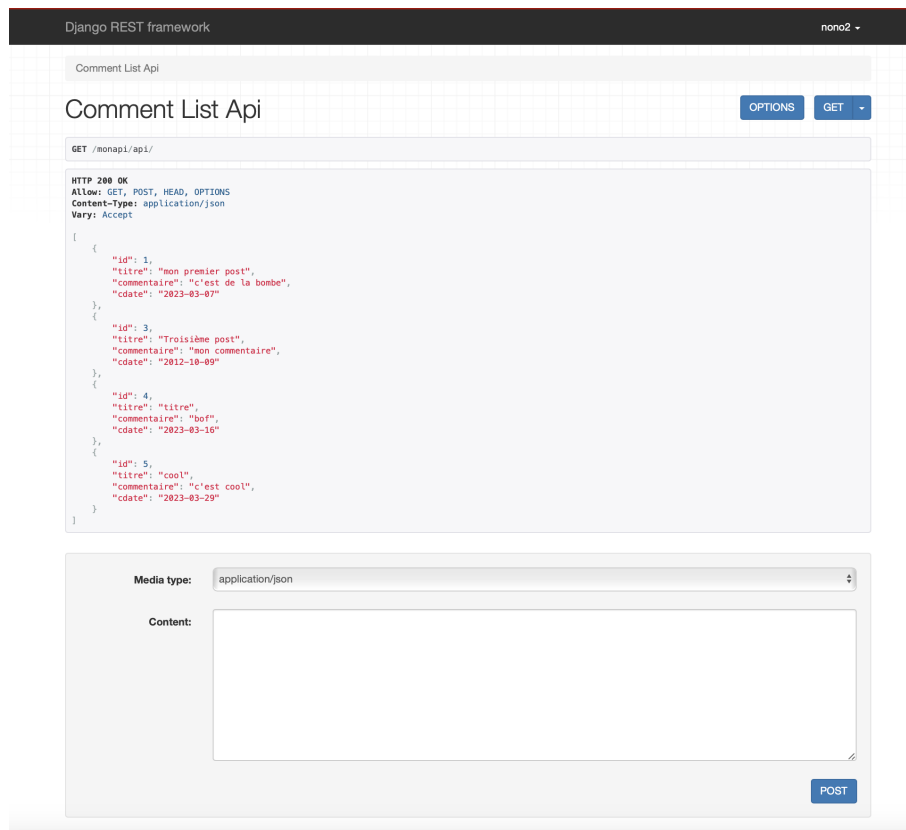 Django REST framework
nono2
Comment List Api
Comment List Api
OPTIONS
GET
GET /monapi/api/
HTTP 200 OK
Allow: GET, POST, HEAD, OPTIONS
Content-Type: application/json
Vary: Accept
[
    {
        "id": 1,
        "titre": "mon premier post",
        "commentaire": "c'est de la bombe",
        "cdate": "2023-03-07"
    },
    {
        "id": 3,
        "titre": "Troisième post",
        "commentaire": "mon commentaire",
        "cdate": "2012-10-09"
    },
    {
        "id": 4,
        "titre": "titre",
        "commentaire": "bof",
        "cdate": "2023-03-16"
    },
    {
        "id": 5,
        "titre": "cool",
        "commentaire": "c'est cool",
        "cdate": "2023-03-29"
    }
]
Media type:
application/json
Content:
POST